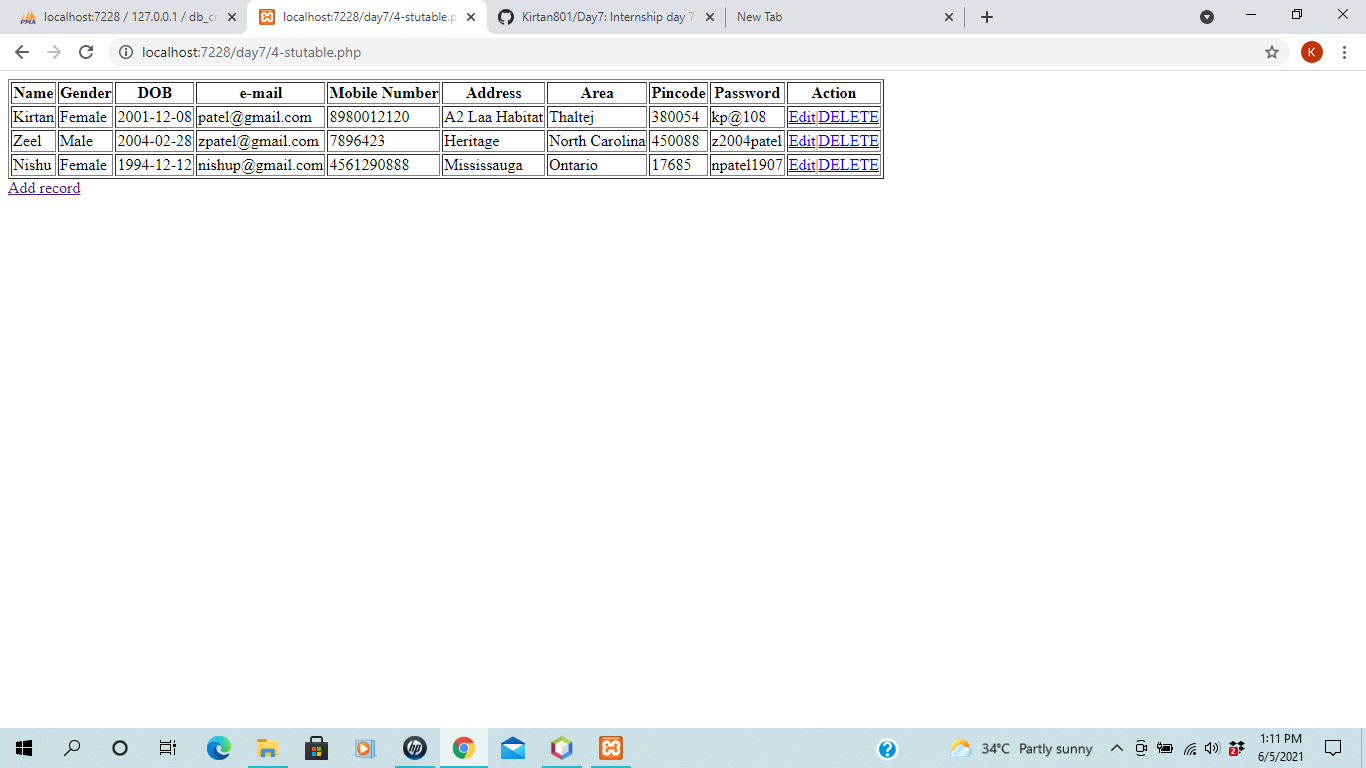 localhost:7228 / 127.0.0.1 / db_cr
localhost:7228/day7/4-stutable.p
Kirtan801/Day7: Internship day 7
New Tab
localhost:7228/day7/4-stutable.php
K
Name Gender DOB e-mail Mobile Number Address Area Pincode Password Action
Kirtan Female 2001-12-08 patel@gmail.com 8980012120 A2 Laa Habitat Thaltej 380054 kp@108 Edit|DELETE
Zeel Male 2004-02-28 zpatel@gmail.com 7896423 Heritage North Carolina 450088 z2004patel Edit|DELETE
Nishu Female 1994-12-12 nishup@gmail.com 4561290888 Mississauga Ontario 17685 npatel1907 Edit|DELETE
Add record
34°C Partly sunny
1:11 PM
6/5/2021